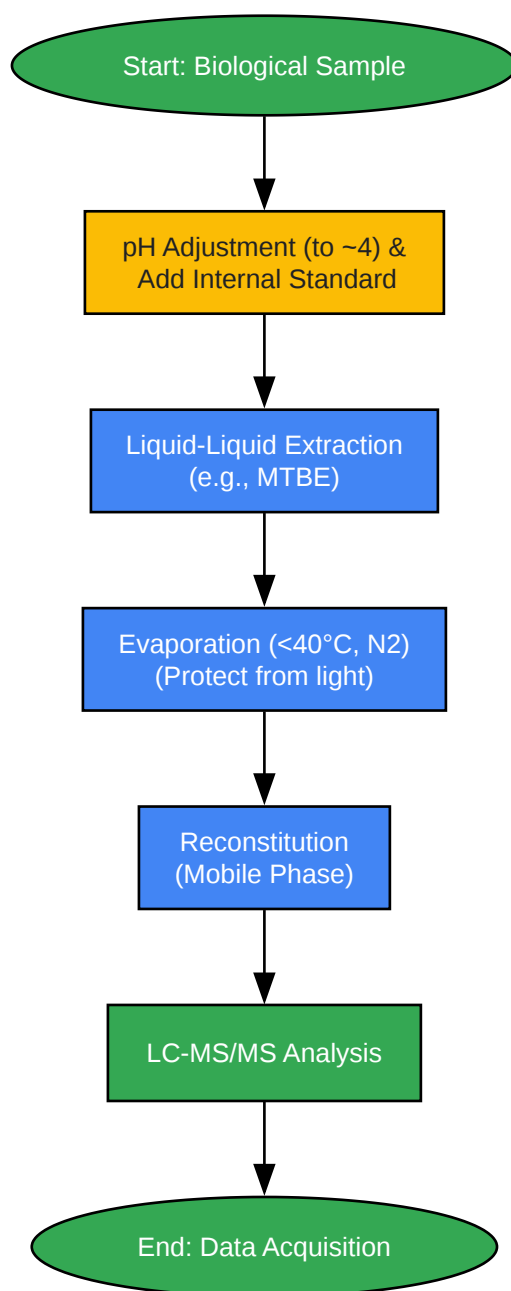 Start: Biological Sample
pH Adjustment (to ~4) &
Add Internal Standard
Liquid-Liquid Extraction
(e.g., MTBE)
Evaporation (<40°C, N2)
(Protect from light)
Reconstitution
(Mobile Phase)
LC-MS/MS Analysis
End: Data Acquisition